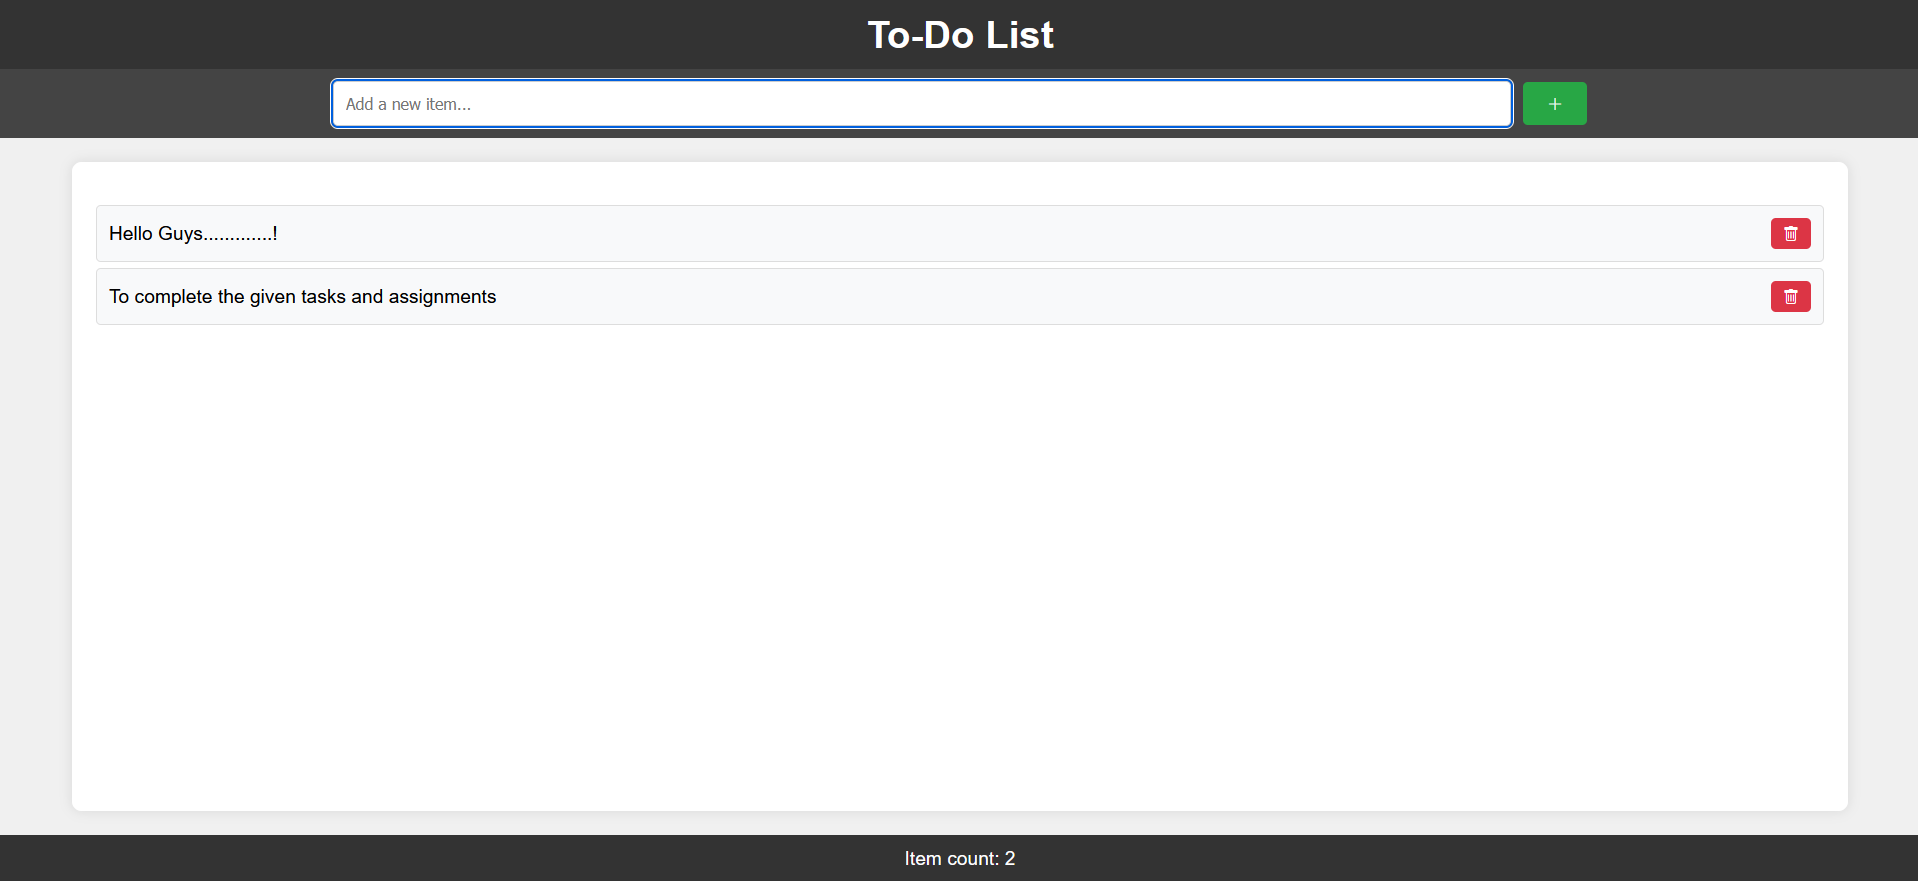 To-Do List
Add a new item...
+
Hello Guys.............!
To complete the given tasks and assignments
Item count: 2